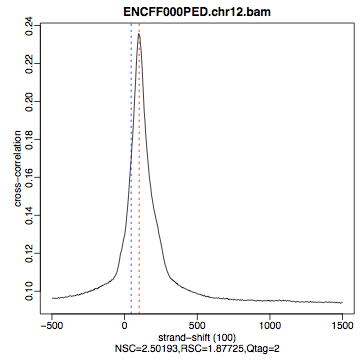 ENCFF000PED.chr12.bam
cross-correlation
0.24
0.22
0.20
0.18
0.16
0.14
0.12
0.10
−500 0 500 1000 1500
strand−shift (100)
NSC=2.50193,RSC=1.87725,Qtag=2